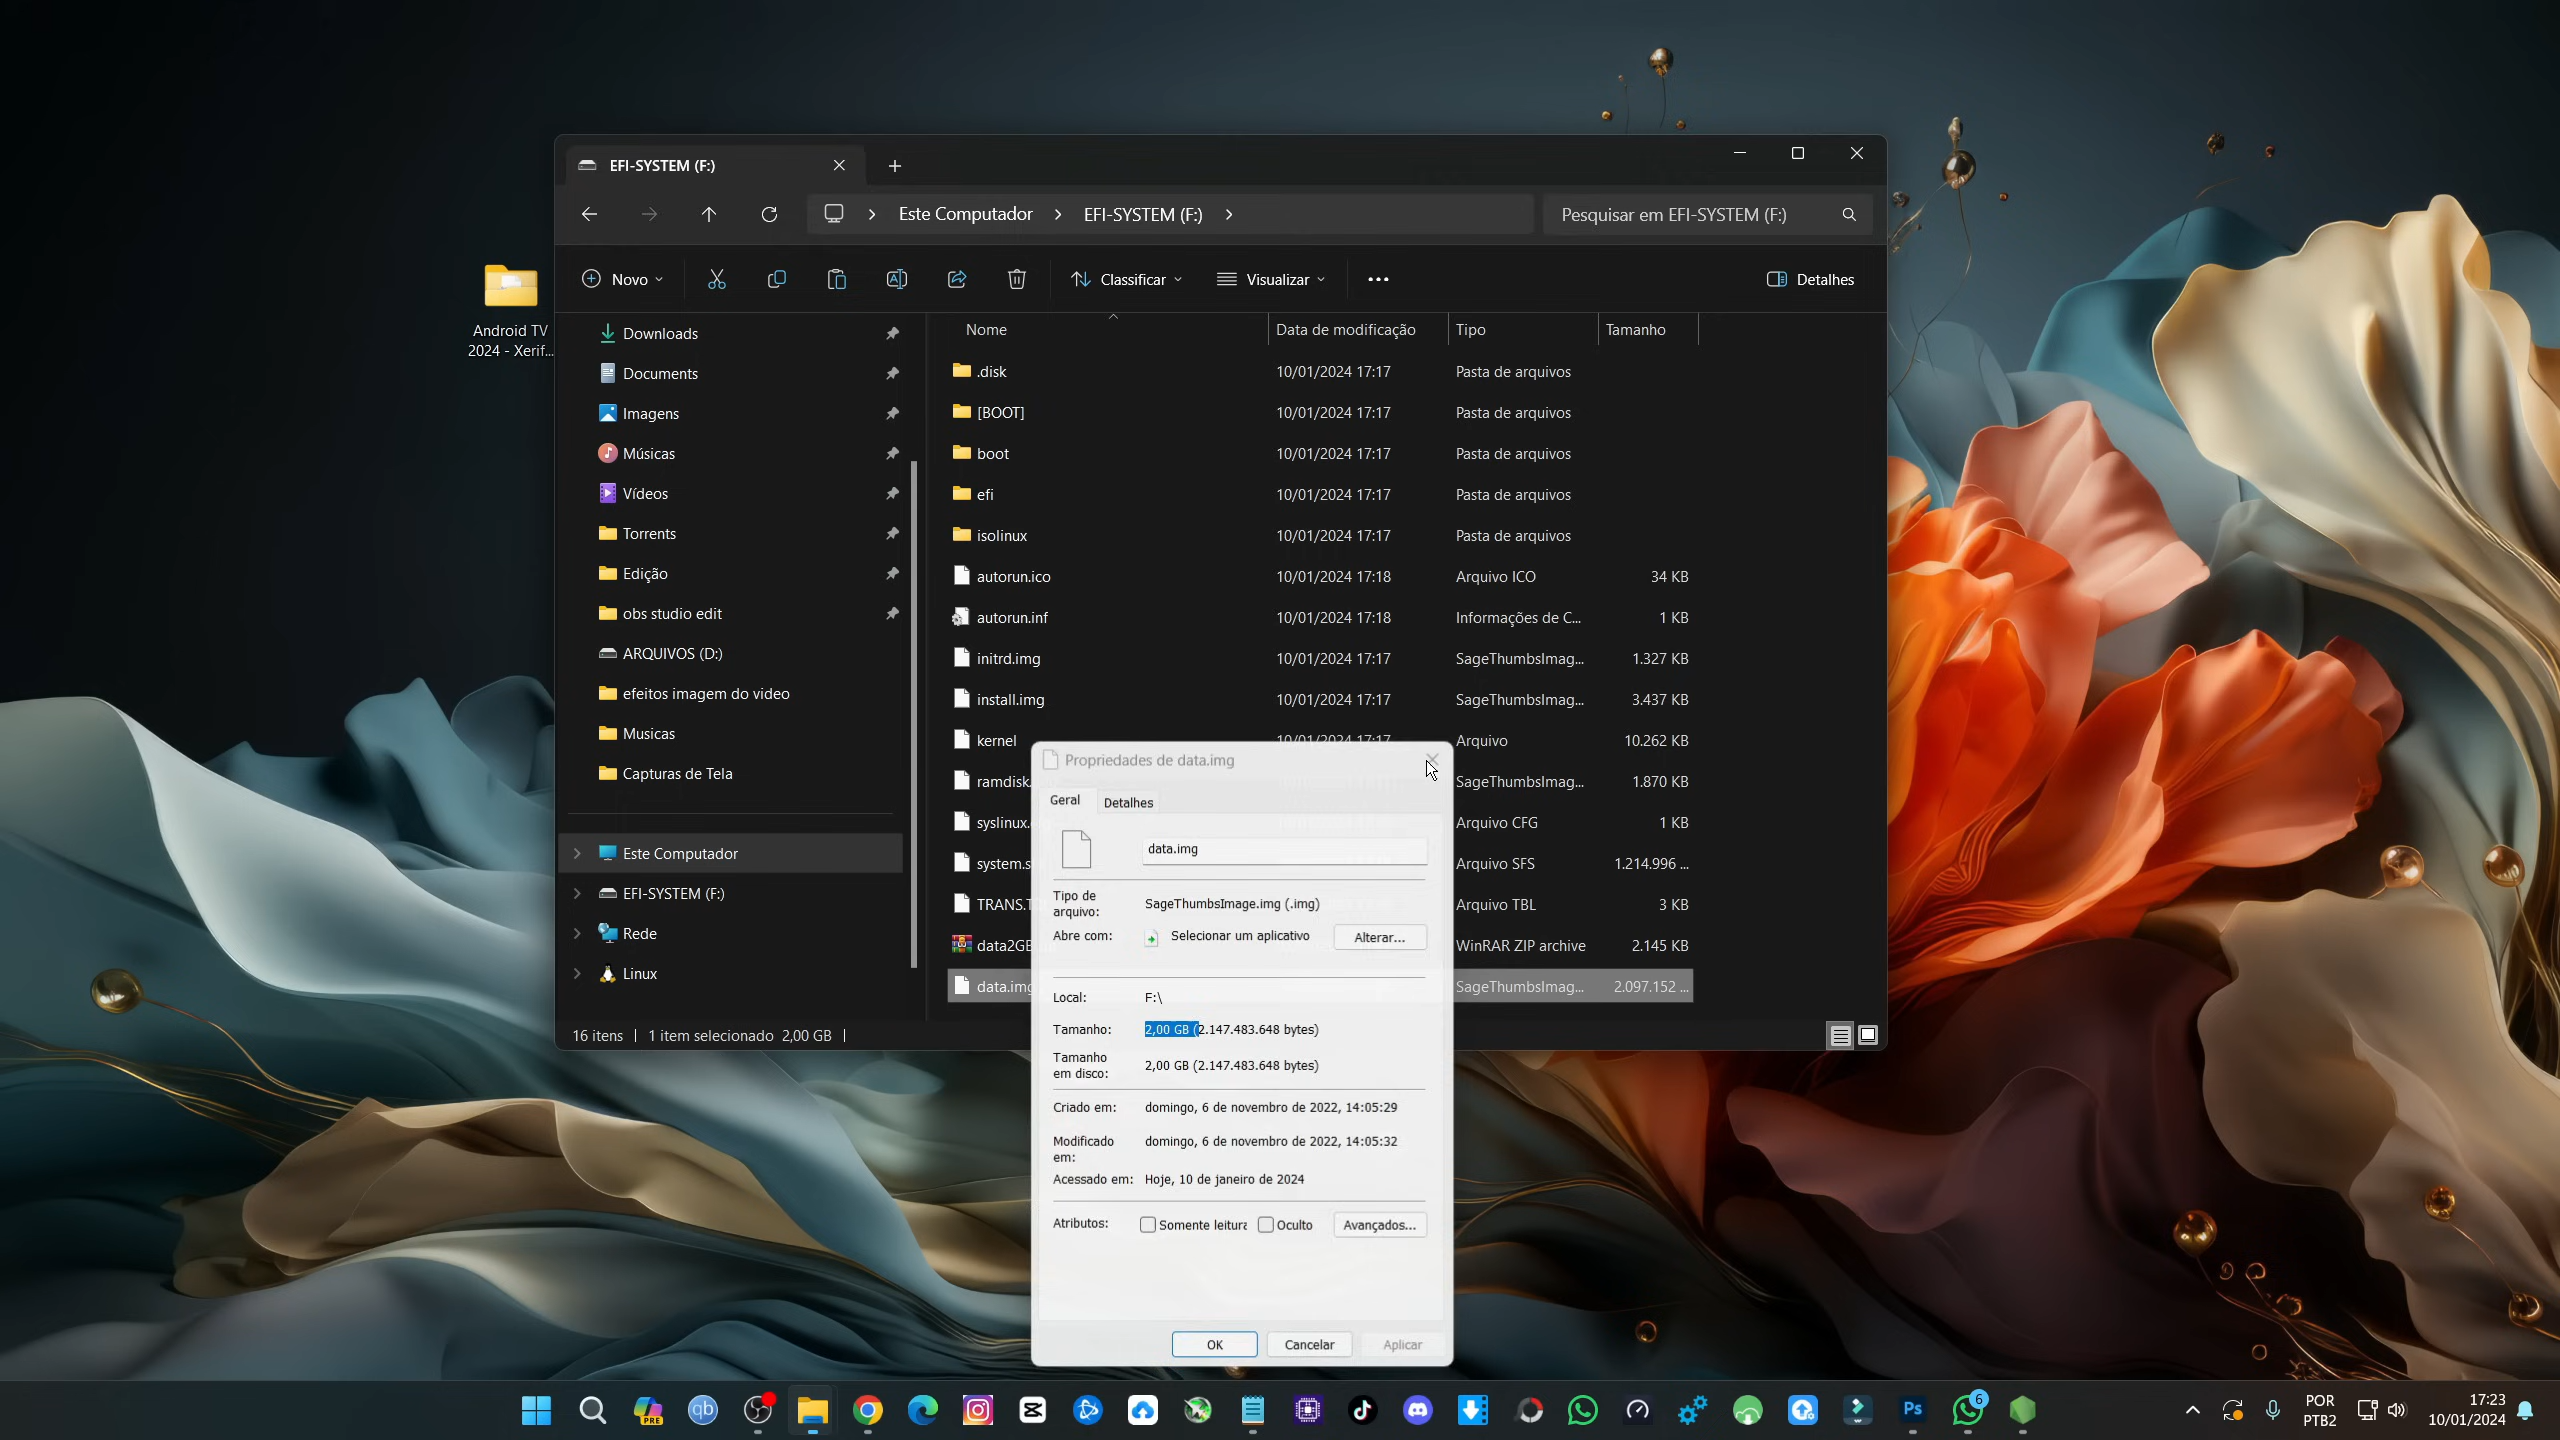 EFI-SYSTEM (F:)
Este Computador > EFI-SYSTEM (F:) >
Pesquisar em EFI-SYSTEM (F:)
Novo
Classificar
Visualizar
Detalhes
Android TV
2024 - Xerif...
Downloads
Documents
Imagens
Músicas
Vídeos
Torrents
Edição
obs studio edit
ARQUIVOS (D:)
efeitos imagem do video
Musicas
Capturas de Tela
Este Computador
EFI-SYSTEM (F:)
Rede
Linux
Nome Data de modificação Tipo Tamanho
.disk 10/01/2024 17:17 Pasta de arquivos
[BOOT] 10/01/2024 17:17 Pasta de arquivos
boot 10/01/2024 17:17 Pasta de arquivos
efi 10/01/2024 17:17 Pasta de arquivos
isolinux 10/01/2024 17:17 Pasta de arquivos
autorun.ico 10/01/2024 17:18 Arquivo ICO 34 KB
autorun.inf 10/01/2024 17:18 Informações de C... 1 KB
initrd.img 10/01/2024 17:17 SageThumbsImag... 1.327 KB
install.img 10/01/2024 17:17 SageThumbsImag... 3.437 KB
kernel 10/01/2024 17:17 Arquivo 10.262 KB
ramdisk. SageThumbsImag... 1.870 KB
syslinux. Arquivo CFG 1 KB
system.s Arquivo SFS 1.214.996 ...
TRANS.T Arquivo TBL 3 KB
data2GB WinRAR ZIP archive 2.145 KB
data.img SageThumbsImag... 2.097.152 ...
16 itens | 1 item selecionado 2,00 GB |
Propriedades de data.img
Geral Detalhes
data.img
Tipo de
arquivo: SageThumbsImage.img (.img)
Abre com: Selecionar um aplicativo Alterar...
Local: F:\
Tamanho: 2,00 GB (2.147.483.648 bytes)
Tamanho
em disco: 2,00 GB (2.147.483.648 bytes)
Criado em: domingo, 6 de novembro de 2022, 14:05:29
Modificado
em: domingo, 6 de novembro de 2022, 14:05:32
Acessado em: Hoje, 10 de janeiro de 2024
Atributos: Somente leitura Oculto Avançados...
OK Cancelar Aplicar
PRE
qb
Ps
6
POR
PTB2
17:23
10/01/2024